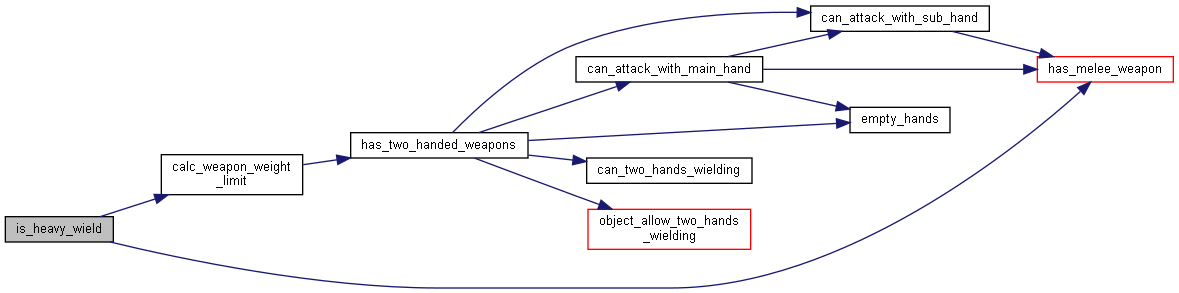 is_heavy_wield
calc_weapon_weight
_limit
has_two_handed_weapons
can_attack_with_sub_hand
can_attack_with_main_hand
has_melee_weapon
empty_hands
can_two_hands_wielding
object_allow_two_hands
_wielding